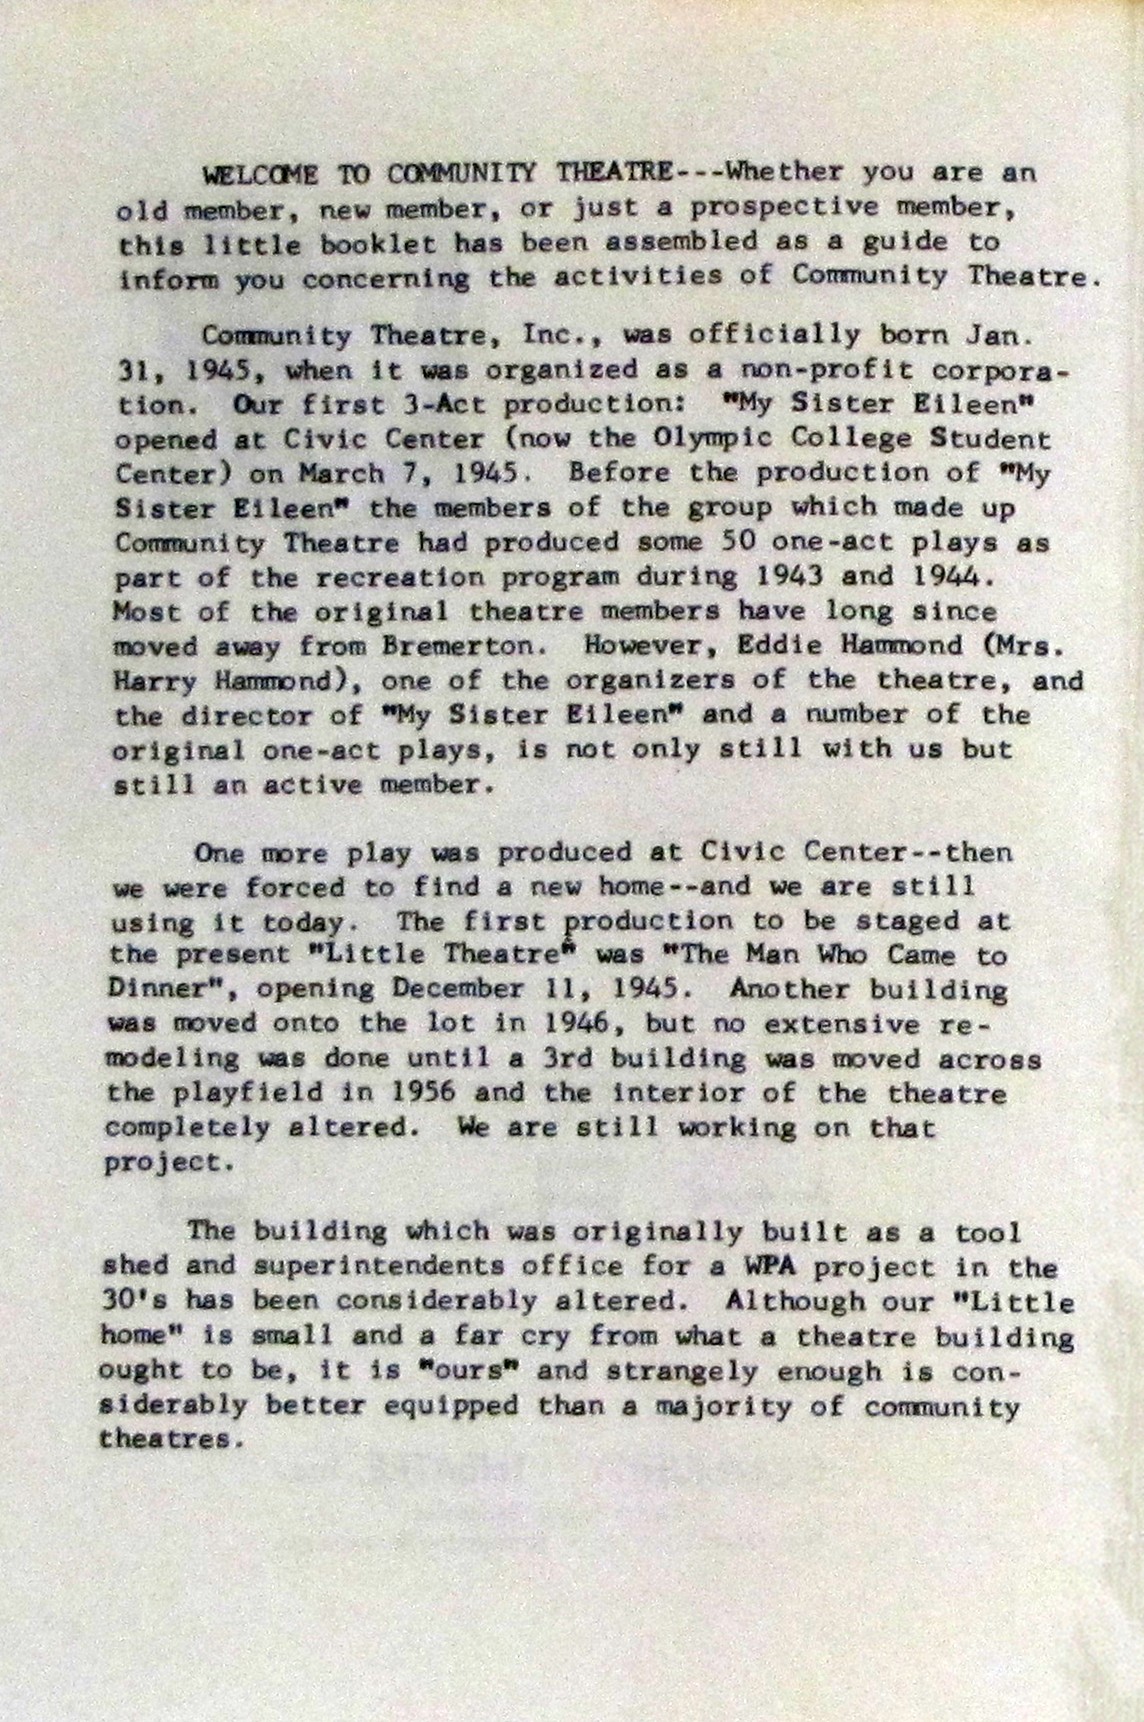 WELCOME TO COMMUNITY THEATRE---Whether you are an
old member, new member, or just a prospective member,
this little booklet has been assembled as a guide to
inform you concerning the activities of Community Theatre.
Community Theatre, Inc., was officially born Jan.
31, 1945, when it was organized as a non-profit corpora-
tion. Our first 3-Act production: "My Sister Eileen"
opened at Civic Center (now the Olympic College Student
Center) on March 7, 1945. Before the production of "My
Sister Eileen" the members of the group which made up
Community Theatre had produced some 50 one-act plays as
part of the recreation program during 1943 and 1944.
Most of the original theatre members have long since
moved away from Bremerton. However, Eddie Hammond (Mrs.
Harry Hammond), one of the organizers of the theatre, and
the director of "My Sister Eileen" and a number of the
original one-act plays, is not only still with us but
still an active member.
One more play was produced at Civic Center--then
we were forced to find a new home--and we are still
using it today. The first production to be staged at
the present "Little Theatre" was "The Man Who Came to
Dinner", opening December 11, 1945. Another building
was moved onto the lot in 1946, but no extensive re-
modeling was done until a 3rd building was moved across
the playfield in 1956 and the interior of the theatre
completely altered. We are still working on that
project.
The building which was originally built as a tool
shed and superintendents office for a WPA project in the
30's has been considerably altered. Although our "Little
home" is small and a far cry from what a theatre building
ought to be, it is "ours" and strangely enough is con-
siderably better equipped than a majority of community
theatres.